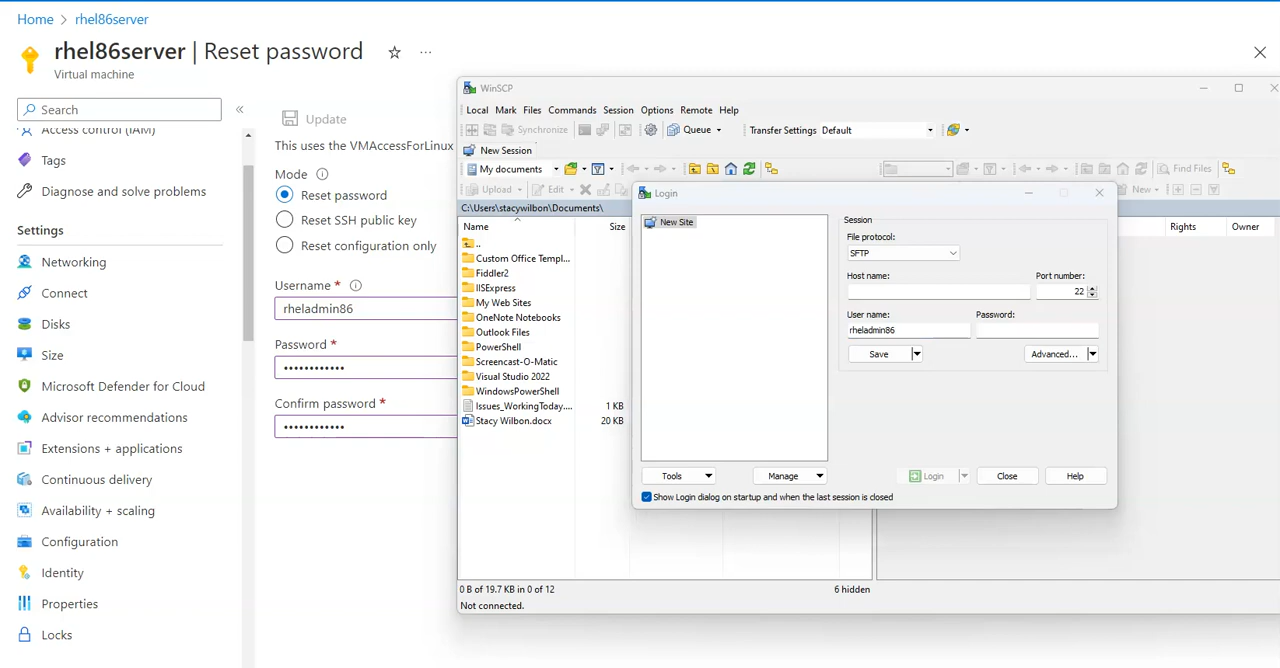 Home > rhel86server
rhel86server | Reset password
Virtual machine
Search
Access control (IAM)
Tags
Diagnose and solve problems
Settings
Networking
Connect
Disks
Size
Microsoft Defender for Cloud
Advisor recommendations
Extensions + applications
Continuous delivery
Availability + scaling
Configuration
Identity
Properties
Locks
Update
This uses the VMAccessForLinux
Mode
Reset password
Reset SSH public key
Reset configuration only
Username *
rheladmin86
Password *
••••••••••••
Confirm password *
••••••••••••
WinSCP
Local Mark Files Commands Session Options Remote Help
Synchronize Queue Transfer Settings Default
New Session
My documents Find Files
Upload Edit New
C:\Users\stacywilbon\Documents\
Name Size Rights Owner
..
Custom Office Templ...
Fiddler2
IISExpress
My Web Sites
OneNote Notebooks
Outlook Files
PowerShell
Screencast-O-Matic
Visual Studio 2022
WindowsPowerShell
Issues_WorkingToday.... 1 KB
Stacy Wilbon.docx 20 KB
0 B of 19.7 KB in 0 of 12 6 hidden
Not connected.
Login
New Site
Session
File protocol:
SFTP
Host name: Port number:
22
User name: Password:
rheladmin86
Save Advanced...
Tools Manage Login Close Help
Show Login dialog on startup and when the last session is closed